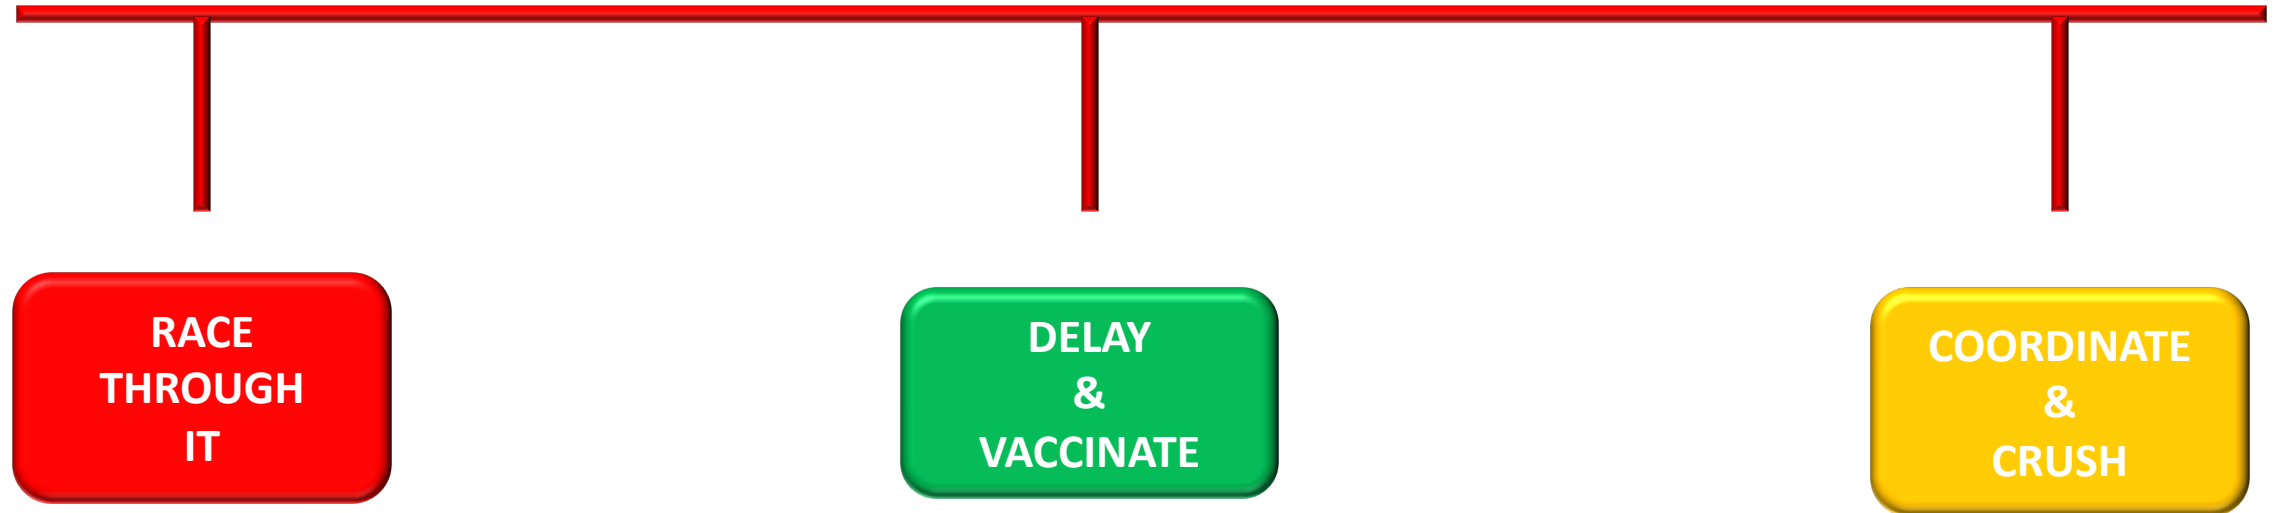 RACE
THROUGH
IT
DELAY
&
VACCINATE
COORDINATE
&
CRUSH